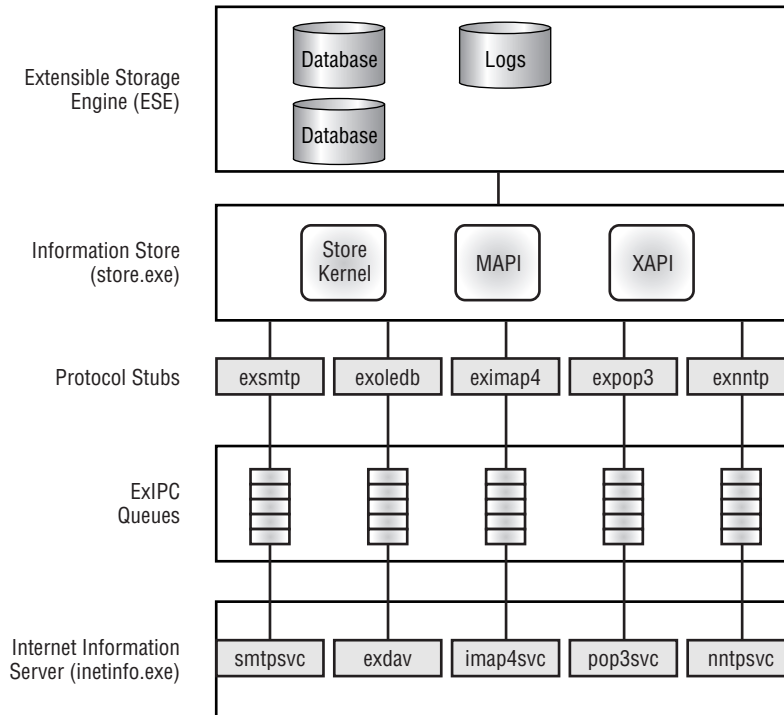 Extensible Storage
Engine (ESE)
Database
Logs
Database
Information Store
(store.exe)
Store
Kernel
MAPI
XAPI
Protocol Stubs
exsmtp
exoledb
eximap4
expop3
exnntp
ExIPC
Queues
Internet Information
Server (inetinfo.exe)
smtpsvc
exdav
imap4svc
pop3svc
nntpsvc